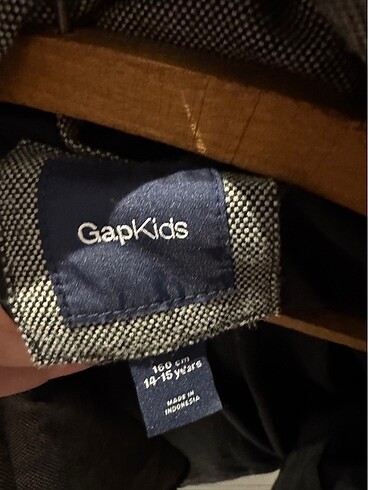 GapKids
160 cm
14-15 years
MADE IN
INDONESIA